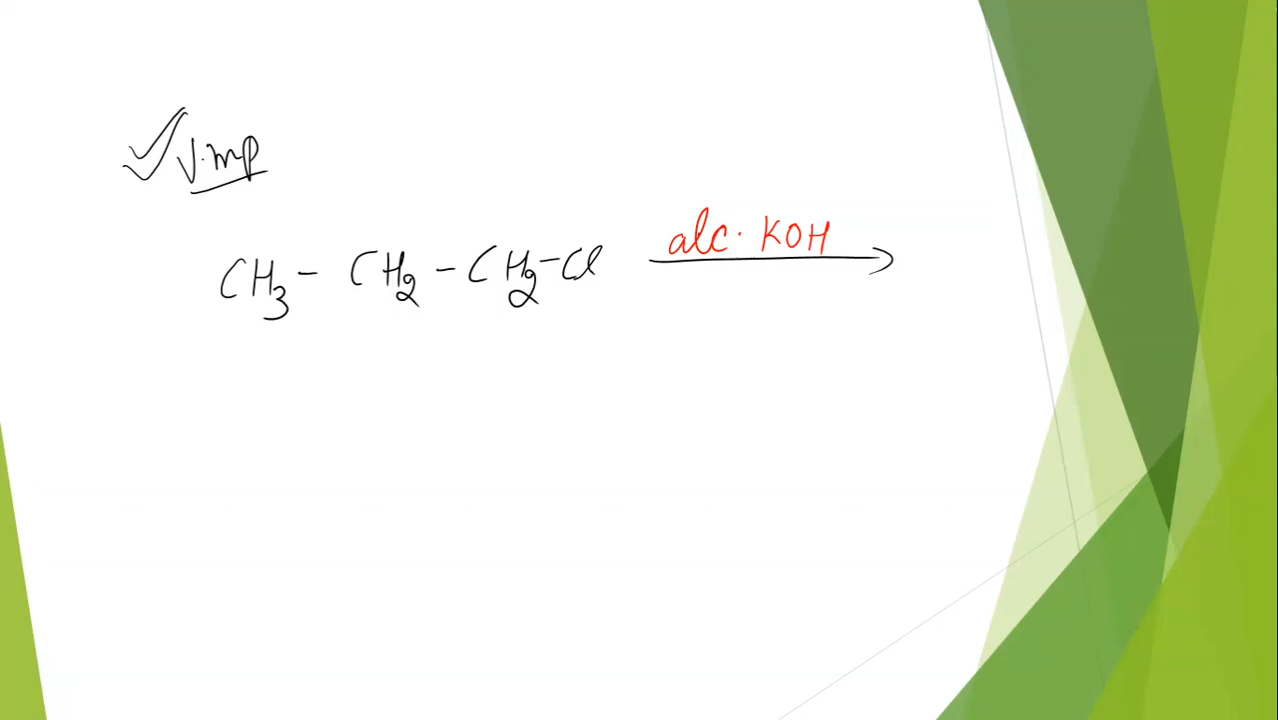 V.Imp
CH3 - CH2 - CH2 - Cl alc. KOH →